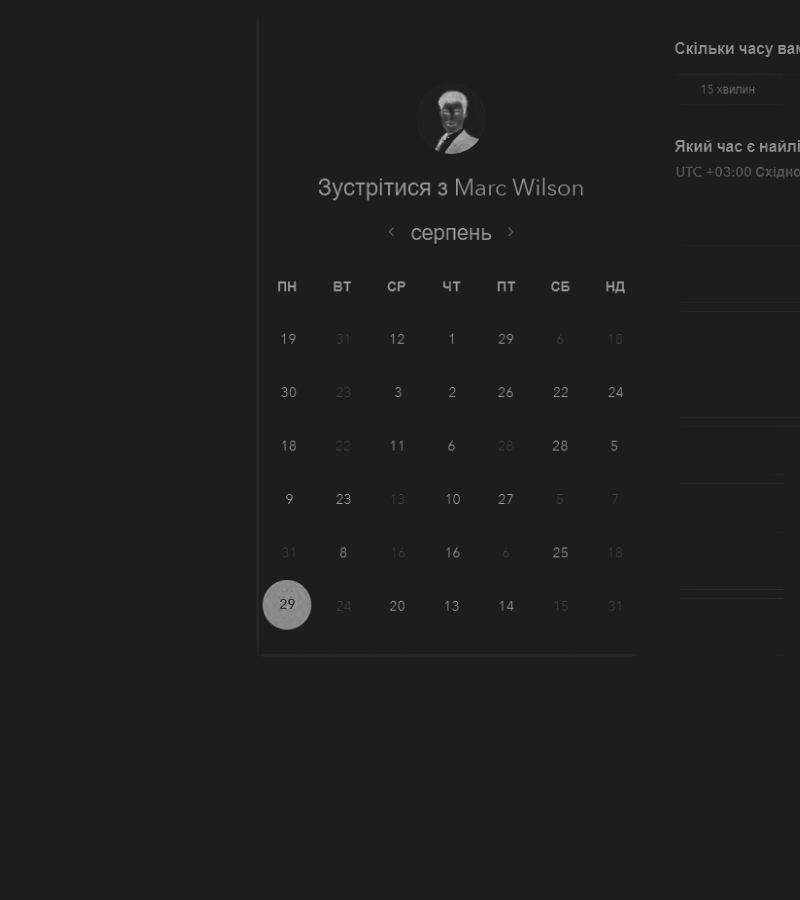 Зустрітися з Marc Wilson
серпень
ПН ВТ СР ЧТ ПТ СБ НД
19 31 12 1 29 6 18
30 23 3 2 26 22 24
18 22 11 6 28 28 5
9 23 13 10 27 5 7
31 8 16 16 6 25 18
29 24 20 13 14 15 31
Скільки часу
15 хвилин
Який час є
UTC +03:00